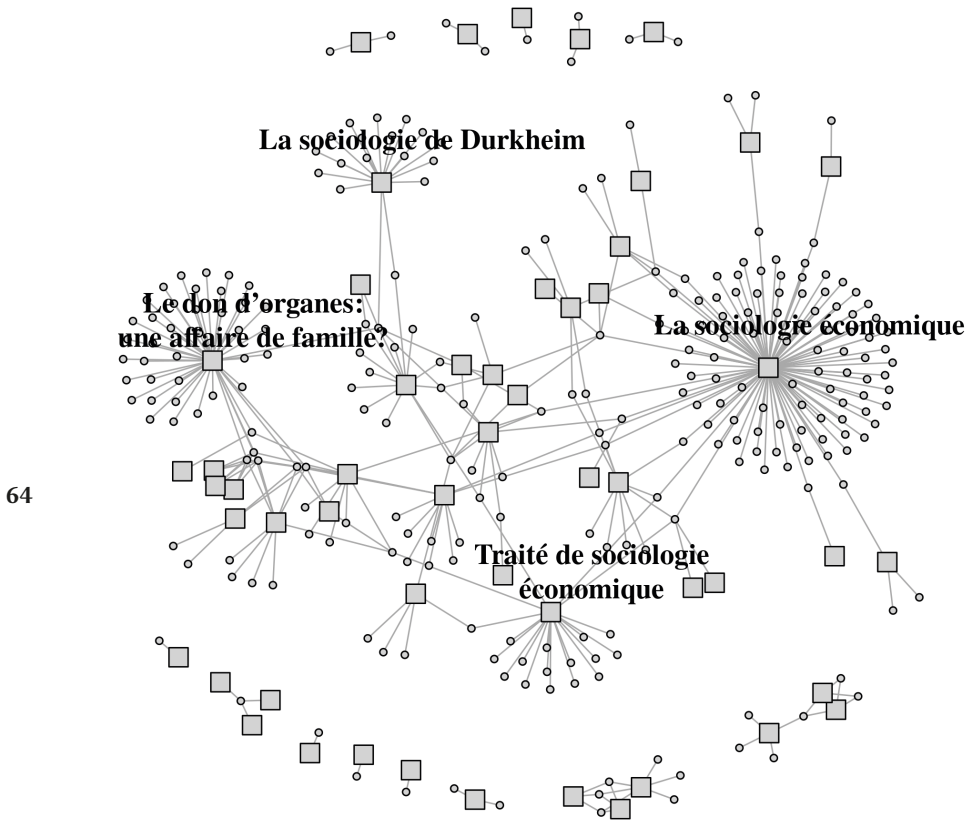 La sociologie de Durkheim
Le don d’organes:
une affaire de famille?
La sociologie économique
64
Traité de sociologie
économique